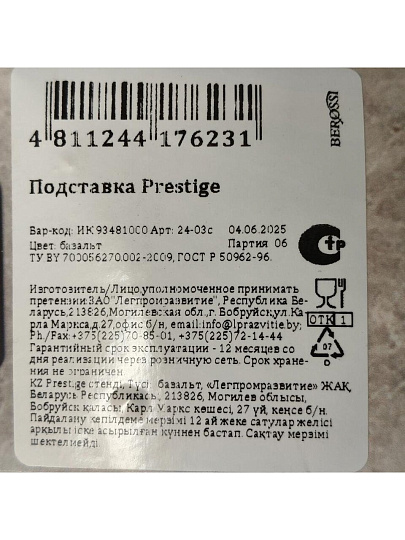 BEROSSI
4 811244 176231
Подставка Prestige
Бар-код: ИК 93481000 Арт: 24-03с 04.06.2025
Цвет: базальт Партия 06
ТУ BY 700056270.002-2009, ГОСТ Р 50962-96.
Изготовитель/Лицо,уполномоченное принимать
претензии:ЗАО"Легпромразвитие", Республика Бе-
ларусь,213826,Могилевская обл.,г. Бобруйск,ул.Ка-
рла Маркса,д.27,офис б/н, email:info@lprazvitie.by;
Ph./Fax:+375(225)70-85-01, +375(225)72-14-44
Гарантийный срок эксплуатации - 12 месяцев со
дня реализации через розничную сеть. Срок хране-
ния не ограничен
KZ Prestige стенді, Түсі: базальт, «Легпромразвитие» ЖАҚ,
Беларусь Республикасы, 213826, Могилев облысы,
Бобруйск қаласы, Карл Маркс көшесі, 27 үй, кеңсе б/н.
Пайдалану кепілдеме мерзімі 12 ай жеке сатулар желісі
арқылы іске асырылған күннен бастап. Сақтау мерзімі
шектелмейді
Стр
ОТК 1
07
O